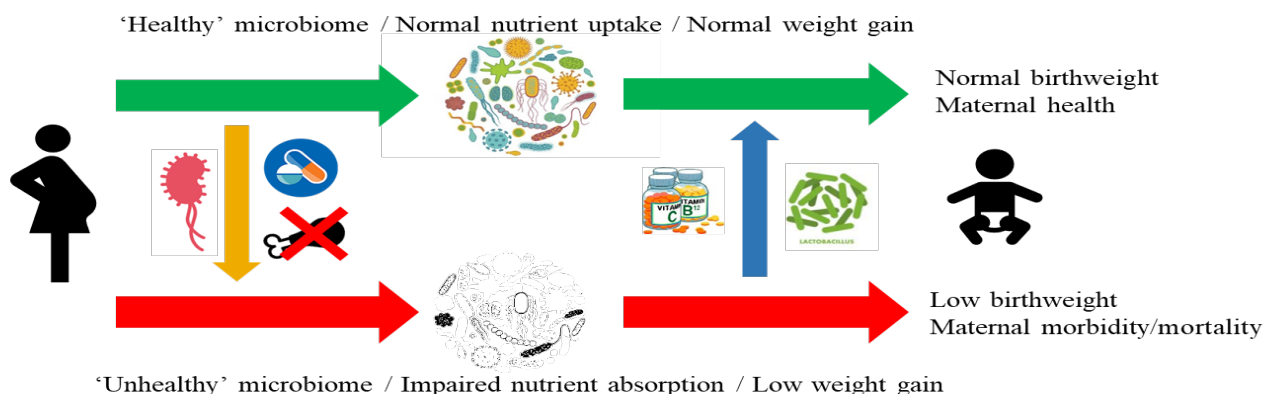 ‘Healthy’ microbiome / Normal nutrient uptake / Normal weight gain
Normal birthweight
Maternal health
VITAMIN
C
VITAMIN
B12
LACTOBACILLUS
Low birthweight
Maternal morbidity/mortality
‘Unhealthy’ microbiome / Impaired nutrient absorption / Low weight gain